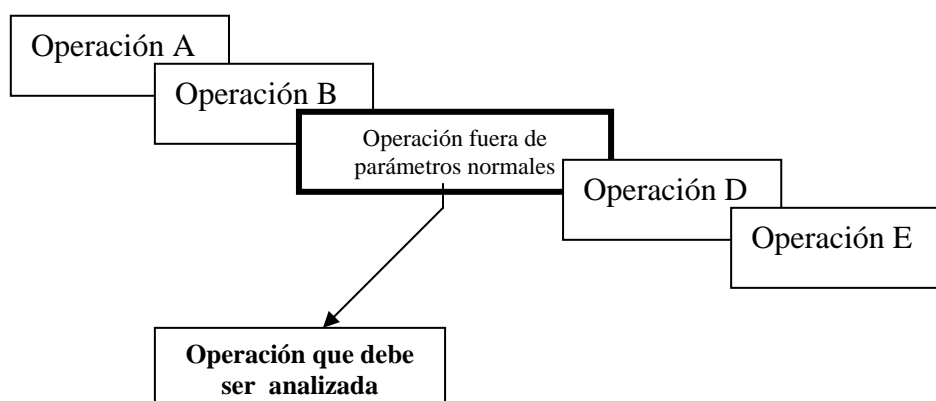 Operación A
Operación B
Operación fuera de
parámetros normales
Operación D
Operación E
Operación que debe
ser analizada